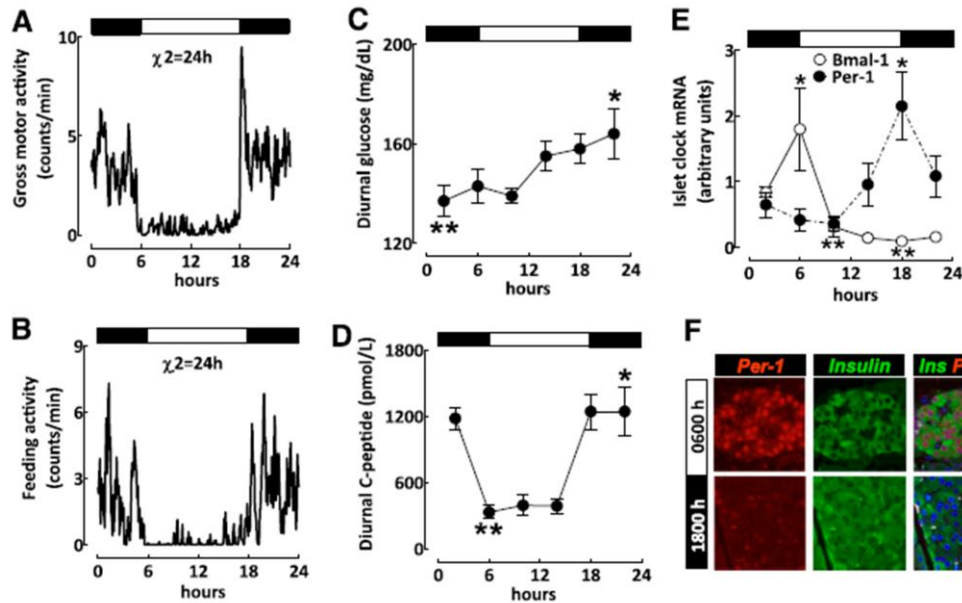 A
Gross motor activity
(counts/min)
10
5
0
χ2=24h
0 6 12 18 24
hours
B
Feeding activity
(counts/min)
9
6
3
0
χ2=24h
0 6 12 18 24
hours
C
Diurnal glucose (mg/dL)
200
160
120
*
**
0 6 12 18 24
hours
D
Diurnal C-peptide (pmol/L)
1800
1200
600
0
*
**
0 6 12 18 24
hours
E
Islet clock mRNA
(arbitrary units)
3
2
1
0
Bmal-1
Per-1
*
*
**
**
0 6 12 18 24
hours
F
Per-1 Insulin Ins P
0600 h
1800 h